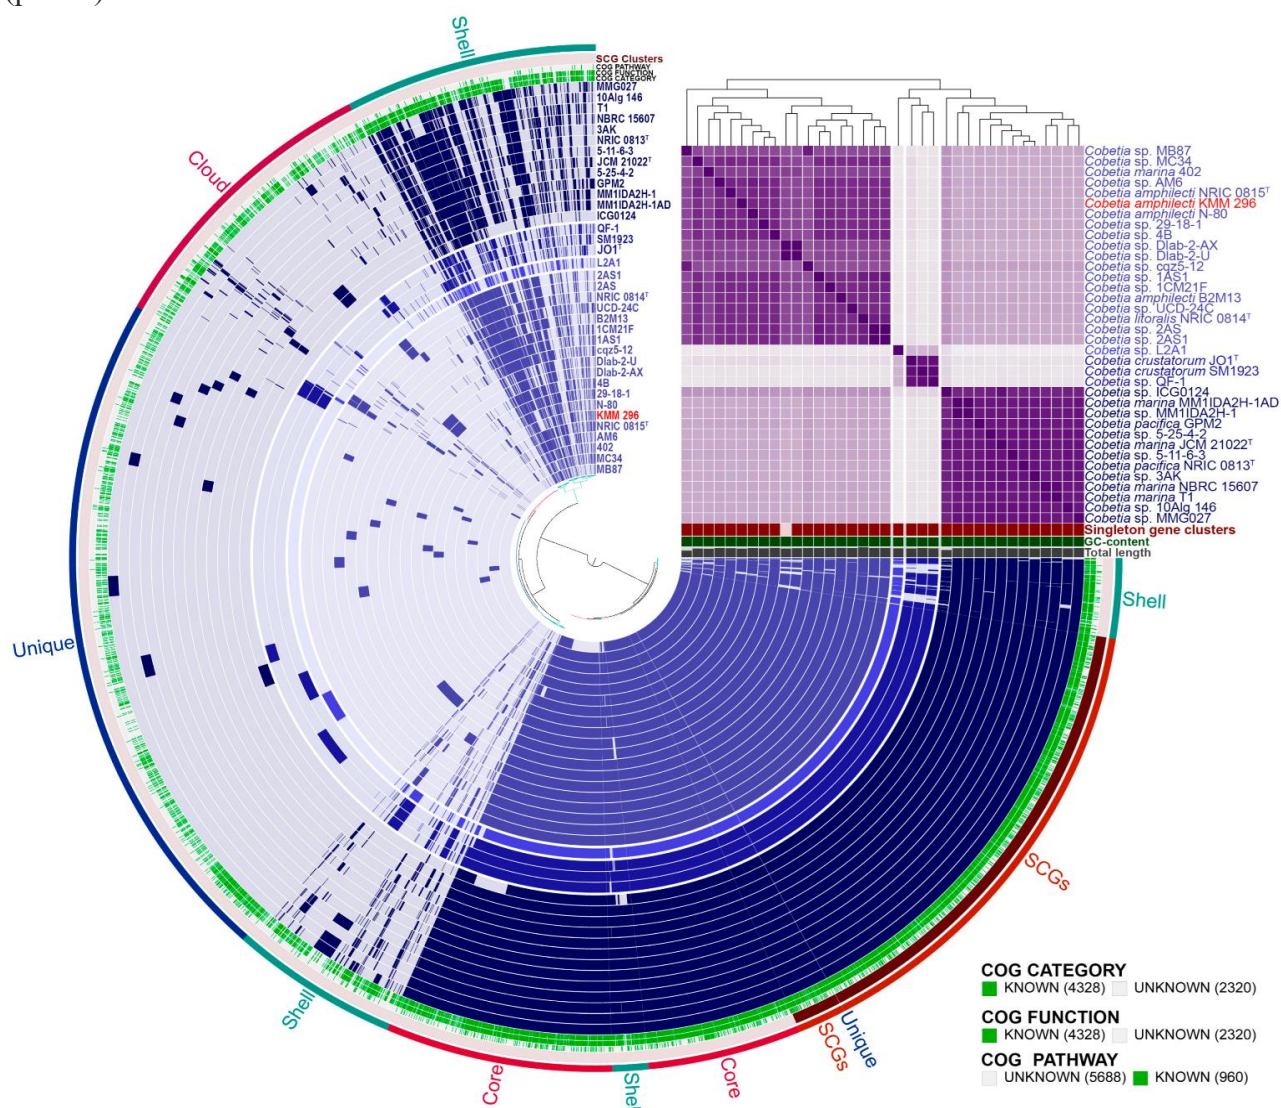 Shell
SCG Clusters
COG PATHWAY
COG FUNCTION
COG CATEGORY
MMG027
10Alg 146
T1
NBRC 15607
3AK
NRIC 0813ᵀ
5-11-6-3
JCM 21022ᵀ
5-25-4-2
GPM2
MM1IDA2H-1
MM1IDA2H-1AD
ICG0124
QF-1
SM1923
JO1ᵀ
L2A1
2AS1
2AS
NRIC 0814ᵀ
UCD-24C
B2M13
1CM21F
1AS1
cqz5-12
Dlab-2-U
Dlab-2-AX
4B
29-18-1
N-80
KMM 296
NRIC 0815ᵀ
AM6
402
MC34
MB87
Cloud
Unique
Shell
Core
Shell
Core
SCGs
Unique
SCGs
Shell
Cobetia sp. MB87
Cobetia sp. MC34
Cobetia marina 402
Cobetia sp. AM6
Cobetia amphilecti NRIC 0815ᵀ
Cobetia amphilecti KMM 296
Cobetia amphilecti N-80
Cobetia sp. 29-18-1
Cobetia sp. 4B
Cobetia sp. Dlab-2-AX
Cobetia sp. Dlab-2-U
Cobetia sp. cqz5-12
Cobetia sp. 1AS1
Cobetia sp. 1CM21F
Cobetia amphilecti B2M13
Cobetia sp. UCD-24C
Cobetia litoralis NRIC 0814ᵀ
Cobetia sp. 2AS
Cobetia sp. 2AS1
Cobetia sp. L2A1
Cobetia crustatorum JO1ᵀ
Cobetia crustatorum SM1923
Cobetia sp. QF-1
Cobetia sp. ICG0124
Cobetia marina MM1IDA2H-1AD
Cobetia sp. MM1IDA2H-1
Cobetia pacifica GPM2
Cobetia sp. 5-25-4-2
Cobetia marina JCM 21022ᵀ
Cobetia sp. 5-11-6-3
Cobetia pacifica NRIC 0813ᵀ
Cobetia sp. 3AK
Cobetia marina NBRC 15607
Cobetia marina T1
Cobetia sp. 10Alg 146
Cobetia sp. MMG027
Singleton gene clusters
GC-content
Total length
COG CATEGORY
KNOWN (4328) UNKNOWN (2320)
COG FUNCTION
KNOWN (4328) UNKNOWN (2320)
COG PATHWAY
UNKNOWN (5688) KNOWN (960)